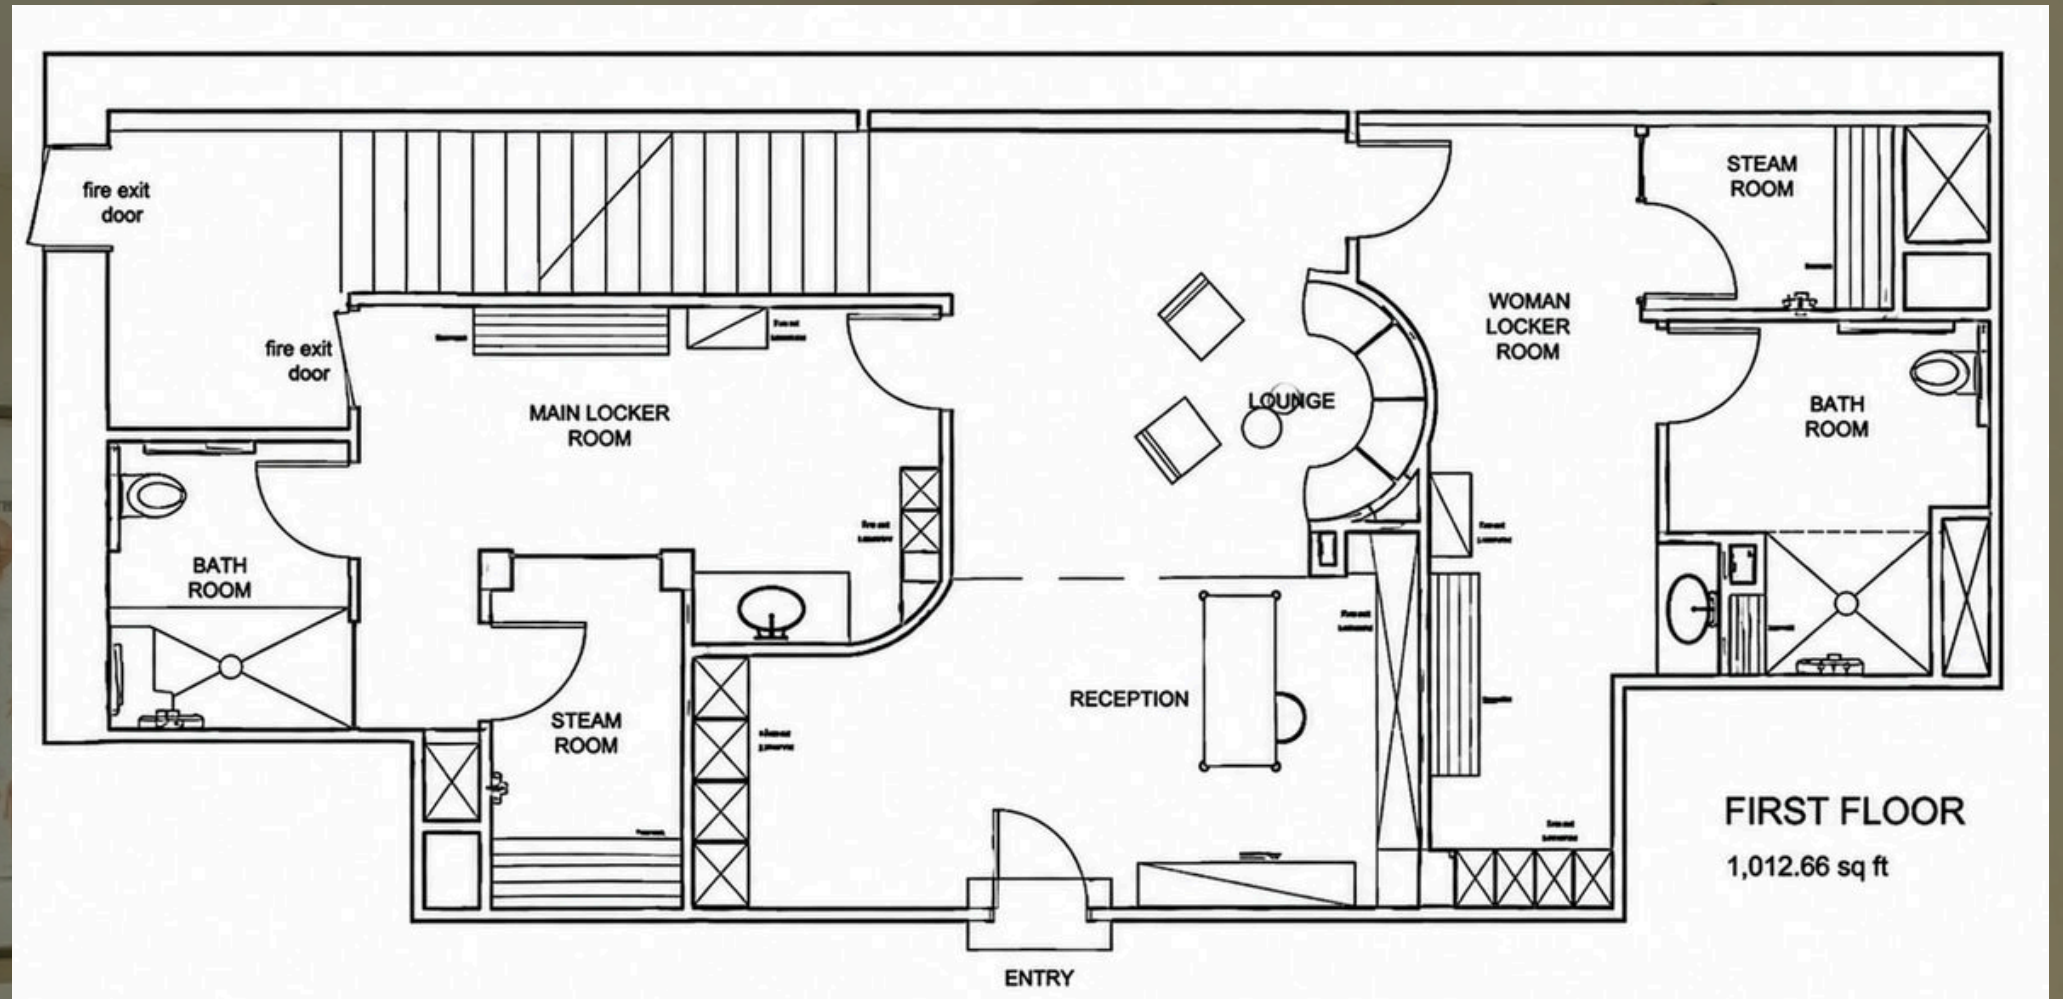 fire exit
door
STEAM
ROOM
WOMAN
LOCKER
ROOM
fire exit
door
MAIN LOCKER
ROOM
LOUNGE
BATH
ROOM
BATH
ROOM
RECEPTION
STEAM
ROOM
FIRST FLOOR
1,012.66 sq ft
ENTRY